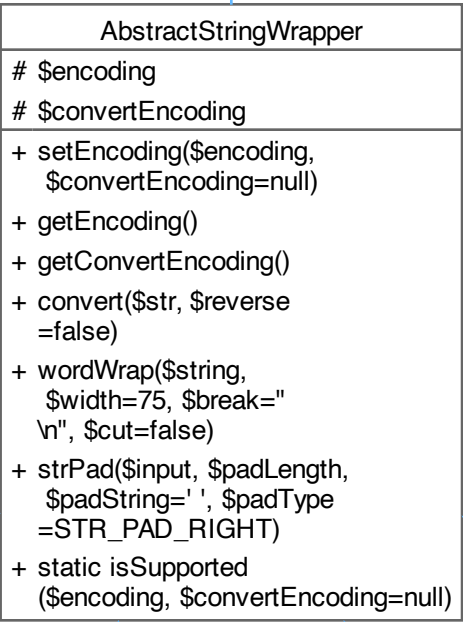 AbstractStringWrapper
# $encoding
# $convertEncoding
+ setEncoding($encoding,
$convertEncoding=null)
+ getEncoding()
+ getConvertEncoding()
+ convert($str, $reverse
=false)
+ wordWrap($string,
$width=75, $break="
\n", $cut=false)
+ strPad($input, $padLength,
$padString=' ', $padType
=STR_PAD_RIGHT)
+ static isSupported
($encoding, $convertEncoding=null)